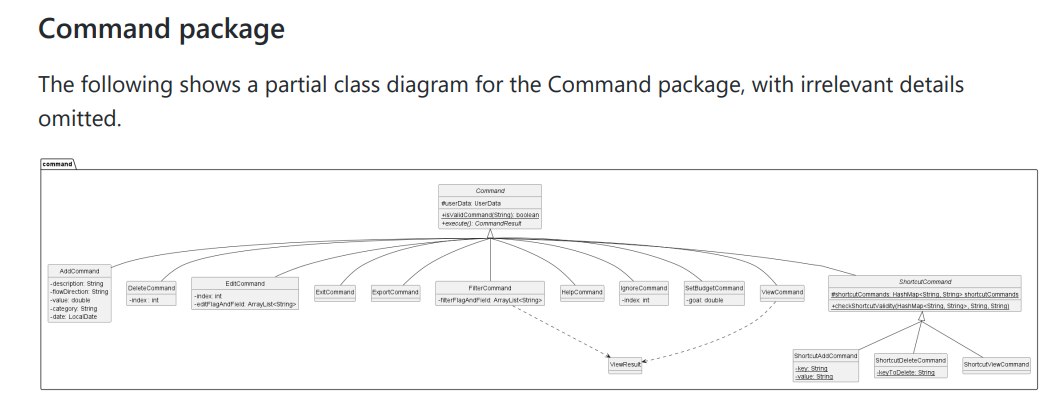 Command package
The following shows a partial class diagram for the Command package, with irrelevant details
omitted.
command
Command
#userData: UserData
+isValidCommand(String): boolean
+execute(): CommandResult
AddCommand
-description: String
-flowDirection: String
-value: double
-category: String
-date: LocalDate
DeleteCommand
-index : int
EditCommand
-index: int
-editFlagAndField: ArrayList<String>
ExitCommand
ExportCommand
FilterCommand
-filterFlagAndField: ArrayList<String>
HelpCommand
IgnoreCommand
-index: int
SetBudgetCommand
-goal: double
ViewCommand
ShortcutCommand
#shortcutCommands: HashMap<String, String> shortcutCommands
+checkShortcutValidity(HashMap<String, String>, String, String)
ViewResult
ShortcutAddCommand
-key: String
-value: String
ShortcutDeleteCommand
-keyToDelete: String
ShortcutViewCommand